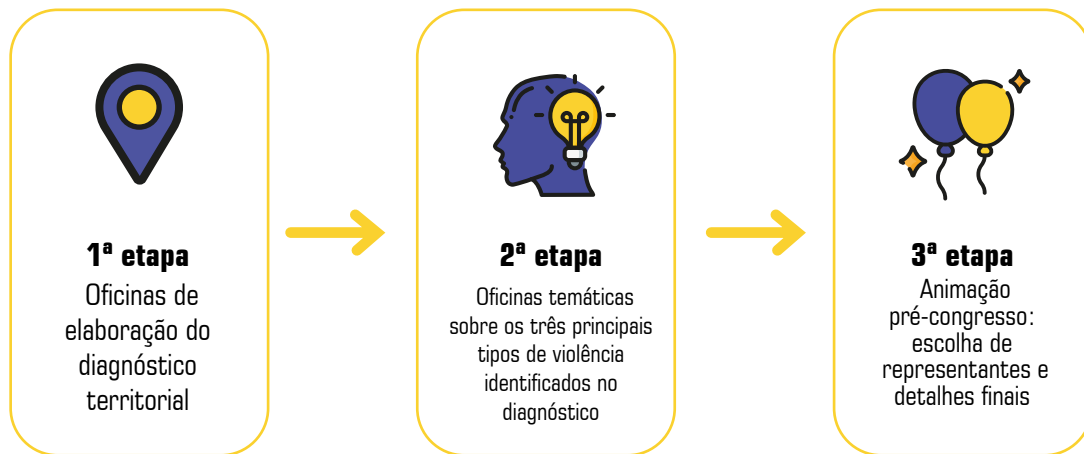 1ª etapa
Oficinas de
elaboração do
diagnóstico
territorial
2ª etapa
Oficinas temáticas
sobre os três principais
tipos de violência
identificados no
diagnóstico
3ª etapa
Animação
pré-congresso:
escolha de
representantes e
detalhes finais